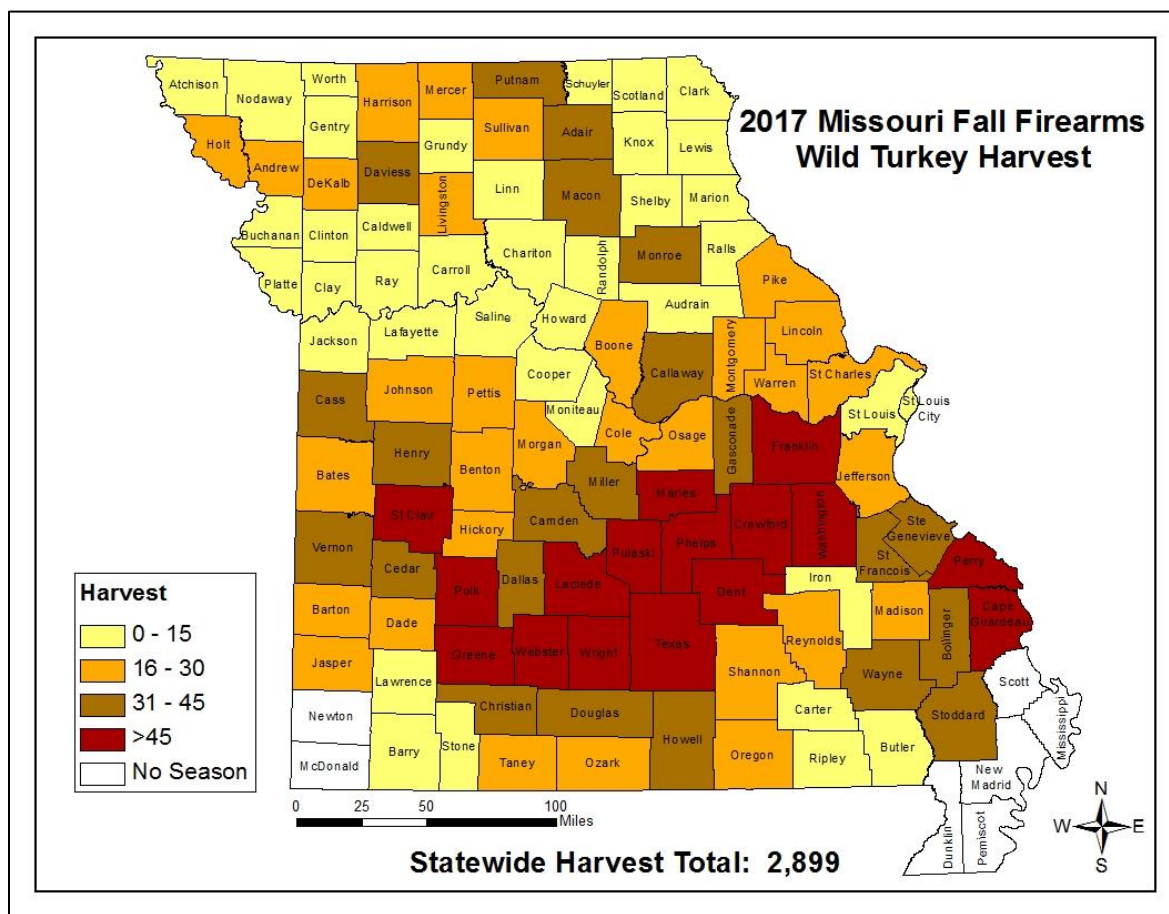 2017 Missouri Fall Firearms
Wild Turkey Harvest
Atchison
Nodaway
Worth
Harrison
Mercer
Putnam
Schuyler
Scotland
Clark
Gentry
Sullivan
Adair
Knox
Lewis
Holt
Andrew
DeKalb
Daviess
Grundy
Livingston
Linn
Macon
Shelby
Marion
Buchanan
Clinton
Caldwell
Chariton
Randolph
Monroe
Ralls
Platte
Clay
Ray
Carroll
Pike
Audrain
Saline
Howard
Boone
Lincoln
Jackson
Lafayette
Callaway
Montgomery
Warren
St Charles
Cooper
Moniteau
St Louis
St Louis
City
Cass
Johnson
Pettis
Morgan
Cole
Osage
Gasconade
Franklin
Jefferson
Bates
Henry
Benton
Miller
Maries
St Clair
Hickory
Camden
Pulaski
Phelps
Crawford
Washington
Ste
Genevieve
St
Francois
Vernon
Cedar
Polk
Dallas
Laclede
Dent
Iron
Perry
Madison
Cape
Girardeau
Bollinger
Barton
Dade
Greene
Webster
Wright
Texas
Reynolds
Shannon
Wayne
Jasper
Lawrence
Christian
Douglas
Howell
Carter
Stoddard
Scott
Mississippi
Newton
McDonald
Barry
Stone
Taney
Ozark
Oregon
Ripley
Butler
New
Madrid
Dunklin
Pemiscot
Harvest
0 - 15
16 - 30
31 - 45
>45
No Season
0 25 50 100
Miles
N
W E
S
Statewide Harvest Total: 2,899